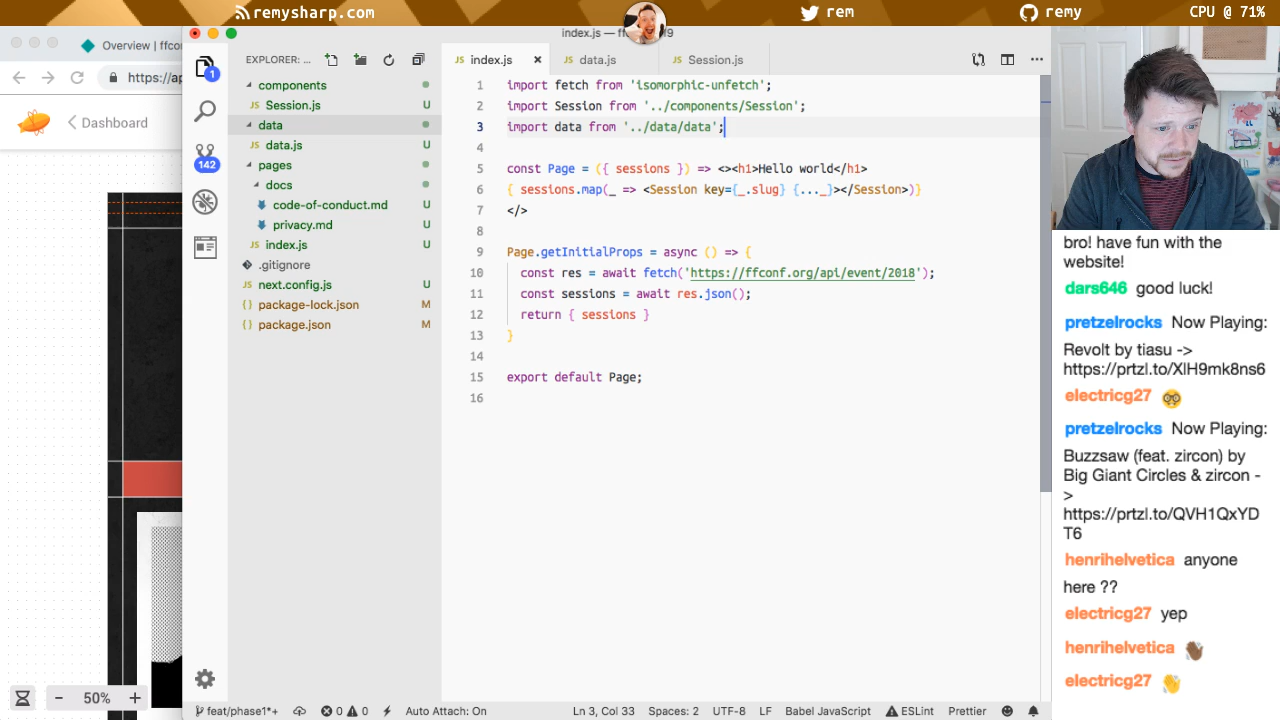 remysharp.com
rem
remy
CPU @ 71%
index.js — ff
f9
Overview | ffco
https://ap
Dashboard
50%
1
142
EXPLORER: ...
components
JS Session.js U
data
JS data.js U
pages
docs
code-of-conduct.md U
privacy.md U
JS index.js U
.gitignore
JS next.config.js U
{} package-lock.json M
{} package.json M
JS index.js
JS data.js
JS Session.js
1 import fetch from 'isomorphic-unfetch';
2 import Session from '../components/Session';
3 import data from '../data/data';
4
5 const Page = ({ sessions }) => <><h1>Hello world</h1>
6 { sessions.map(_ => <Session key={_.slug} {..._}></Session>)}
7 </>
8
9 Page.getInitialProps = async () => {
10 const res = await fetch('https://ffconf.org/api/event/2018');
11 const sessions = await res.json();
12 return { sessions }
13 }
14
15 export default Page;
16
feat/phase1*+
0 0
Auto Attach: On
Ln 3, Col 33
Spaces: 2
UTF-8
LF
Babel JavaScript
ESLint
Prettier
bro! have fun with the
website!
dars646 good luck!
pretzelrocks Now Playing:
Revolt by tiasu ->
https://prtzl.to/XlH9mk8ns6
electricg27
pretzelrocks Now Playing:
Buzzsaw (feat. zircon) by
Big Giant Circles & zircon -
>
https://prtzl.to/QVH1QxYD
T6
henrihelvetica anyone
here ??
electricg27 yep
henrihelvetica
electricg27